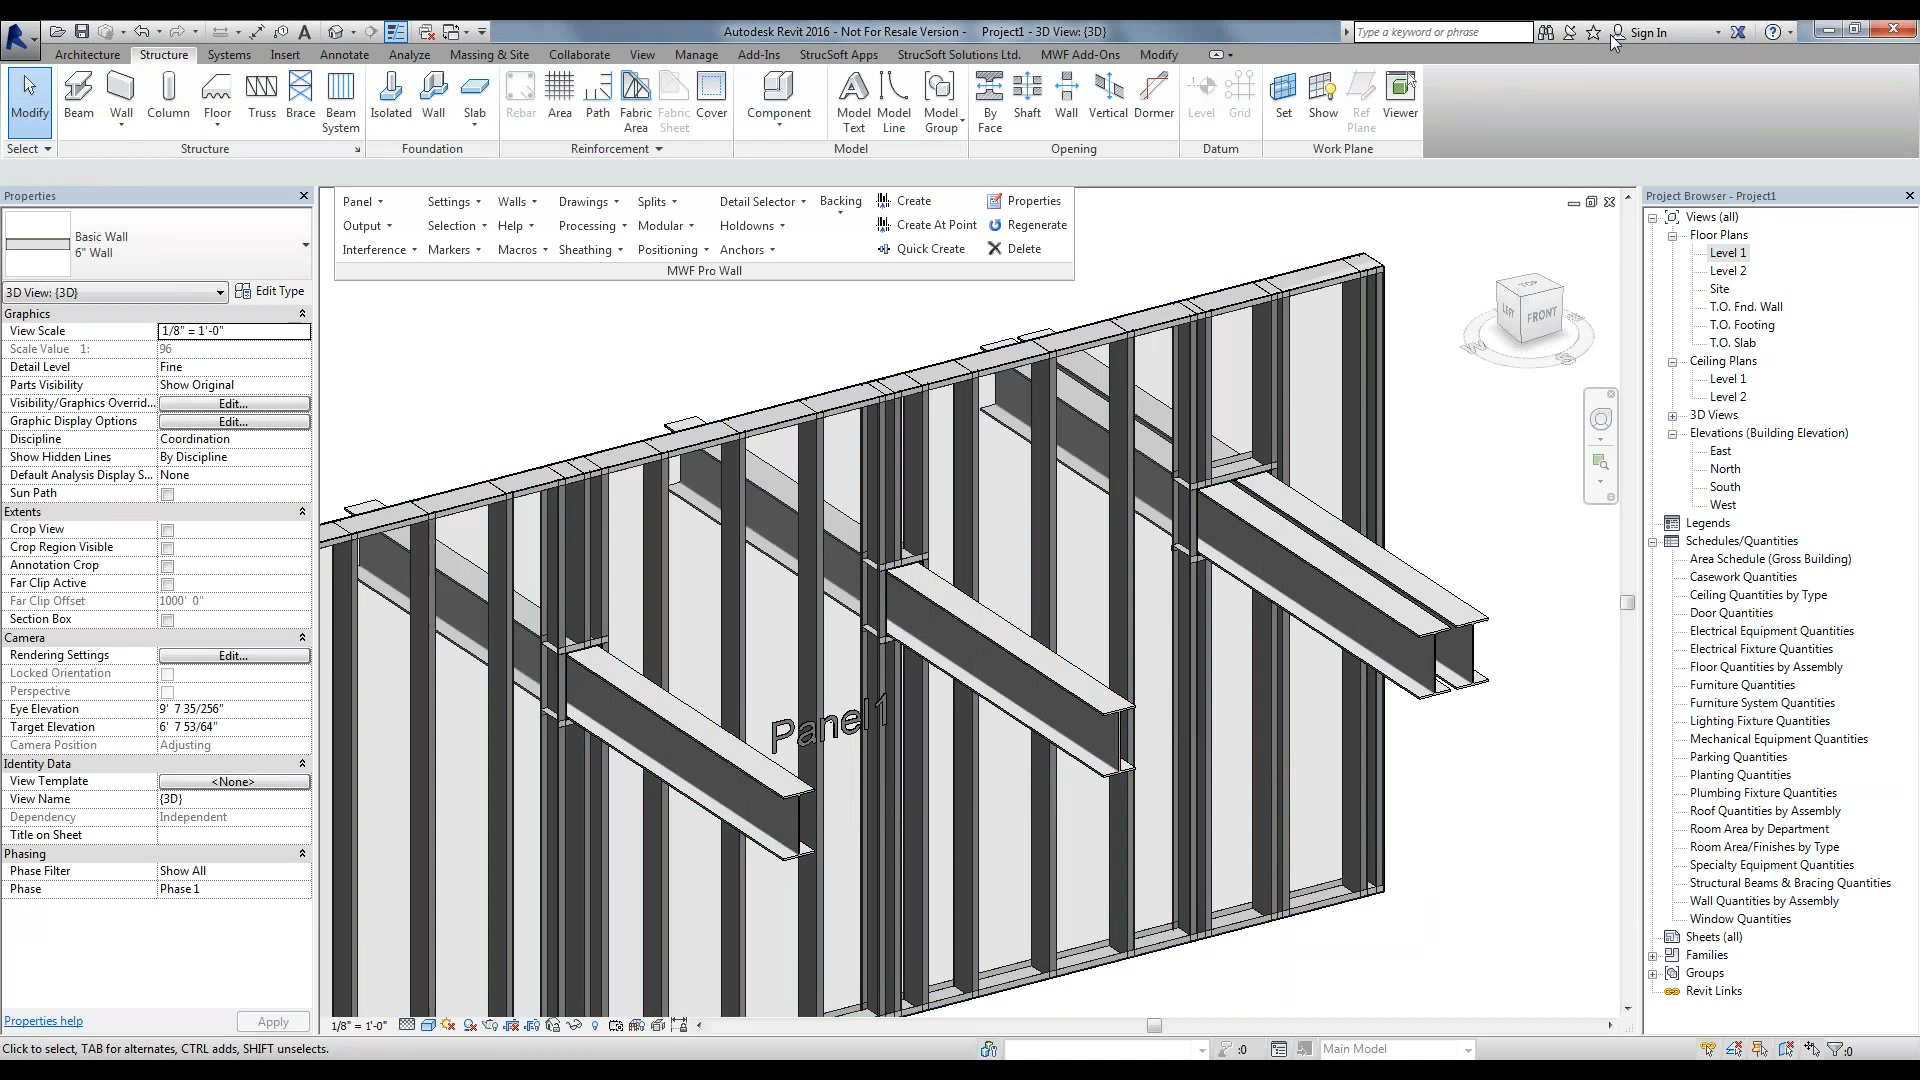 Autodesk Revit 2016 - Not For Resale Version -    Project1 - 3D View: {3D}
Type a keyword or phrase
Sign In
Architecture Structure Systems Insert Annotate Analyze Massing & Site Collaborate View Manage Add-Ins StrucSoft Apps StrucSoft Solutions Ltd. MWF Add-Ons Modify
Modify Beam Wall Column Floor Truss Brace Beam System Isolated Wall Slab Rebar Area Path Fabric Area Fabric Sheet Cover Component Model Text Model Line Model Group By Face Shaft Wall Vertical Dormer Level Grid Set Show Ref Plane Viewer
Select Structure Foundation Reinforcement Model Opening Datum Work Plane
Properties
Basic Wall
6" Wall
3D View: {3D} Edit Type
Graphics
View Scale 1/8" = 1'-0"
Scale Value 1: 96
Detail Level Fine
Parts Visibility Show Original
Visibility/Graphics Overrid... Edit...
Graphic Display Options Edit...
Discipline Coordination
Show Hidden Lines By Discipline
Default Analysis Display S... None
Sun Path
Extents
Crop View
Crop Region Visible
Annotation Crop
Far Clip Active
Far Clip Offset 1000' 0"
Section Box
Camera
Rendering Settings Edit...
Locked Orientation
Perspective
Eye Elevation 9' 7 35/256"
Target Elevation 6' 7 53/64"
Camera Position Adjusting
Identity Data
View Template <None>
View Name {3D}
Dependency Independent
Title on Sheet
Phasing
Phase Filter Show All
Phase Phase 1
Properties help Apply
Panel Settings Walls Drawings Splits Detail Selector Backing Create Properties
Output Selection Help Processing Modular Holdowns Create At Point Regenerate
Interference Markers Macros Sheathing Positioning Anchors Quick Create Delete
MWF Pro Wall
TOP
LEFT FRONT
W S
Panel 1
1/8" = 1'-0"
Project Browser - Project1
Views (all)
Floor Plans
Level 1
Level 2
Site
T.O. Fnd. Wall
T.O. Footing
T.O. Slab
Ceiling Plans
Level 1
Level 2
3D Views
Elevations (Building Elevation)
East
North
South
West
Legends
Schedules/Quantities
Area Schedule (Gross Building)
Casework Quantities
Ceiling Quantities by Type
Door Quantities
Electrical Equipment Quantities
Electrical Fixture Quantities
Floor Quantities by Assembly
Furniture Quantities
Furniture System Quantities
Lighting Fixture Quantities
Mechanical Equipment Quantities
Parking Quantities
Planting Quantities
Plumbing Fixture Quantities
Roof Quantities by Assembly
Room Area by Department
Room Area/Finishes by Type
Specialty Equipment Quantities
Structural Beams & Bracing Quantities
Wall Quantities by Assembly
Window Quantities
Sheets (all)
Families
Groups
Revit Links
Click to select, TAB for alternates, CTRL adds, SHIFT unselects.
:0
Main Model
:0